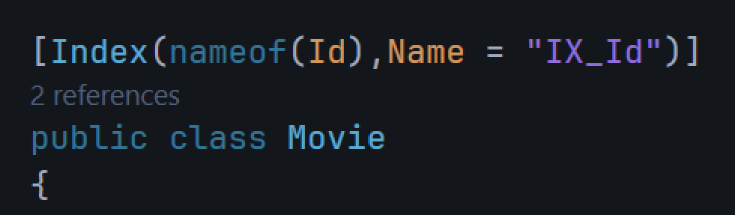 [Index(nameof(Id),Name = "IX_Id")]
2 references
public class Movie
{